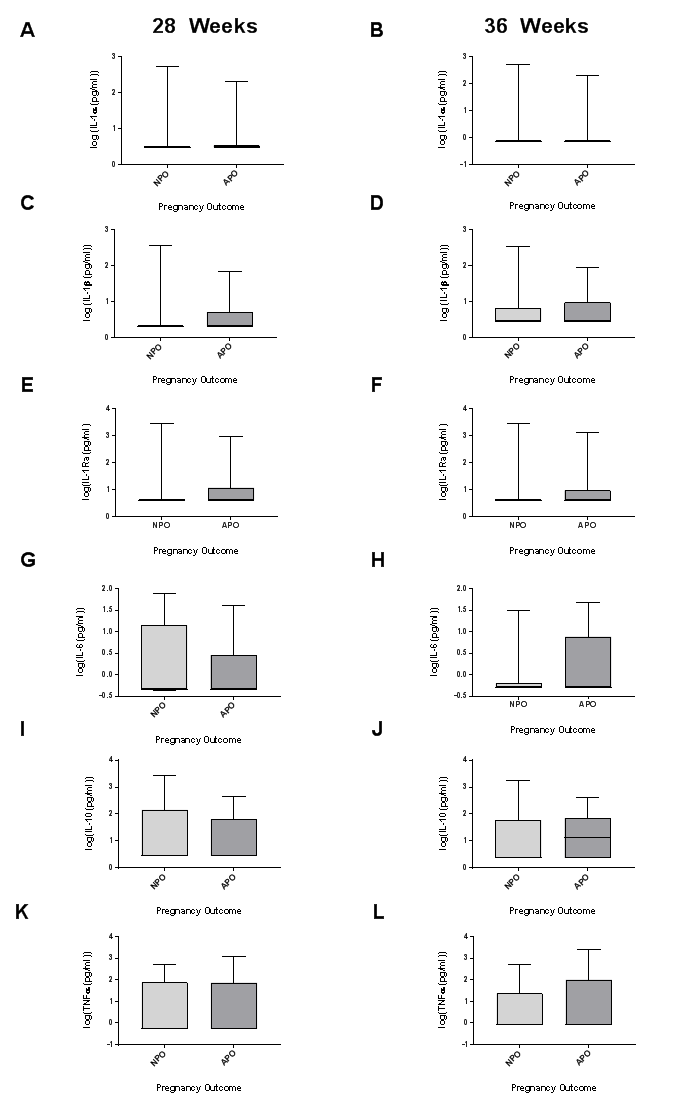 28 Weeks
36 Weeks
A
log (IL-1α (pg/ml))
3
2
1
0
NPO
APO
Pregnancy Outcome
B
log (IL-1α (pg/ml))
3
2
1
0
-1
NPO
APO
Pregnancy Outcome
C
log (IL-1β (pg/ml))
3
2
1
0
NPO
APO
Pregnancy Outcome
D
log (IL-1β (pg/ml))
3
2
1
0
NPO
APO
Pregnancy Outcome
E
log(IL-1Ra (pg/ml)
4
3
2
1
0
NPO
APO
Pregnancy Outcome
F
log(IL-1Ra (pg/ml)
4
3
2
1
0
NPO
APO
Pregnancy Outcome
G
log(IL-6 (pg/ml))
2.0
1.5
1.0
0.5
0.0
-0.5
NPO
APO
Pregnancy Outcome
H
log(IL-6 (pg/ml))
2.0
1.5
1.0
0.5
0.0
-0.5
NPO
APO
Pregnancy Outcome
I
log(IL-10 (pg/ml))
4
3
2
1
0
NPO
APO
Pregnancy Outcome
J
log(IL-10 (pg/ml))
4
3
2
1
0
NPO
APO
Pregnancy Outcome
K
log(TNFα (pg/ml))
4
3
2
1
0
-1
NPO
APO
Pregnancy Outcome
L
log(TNFα (pg/ml))
4
3
2
1
0
-1
NPO
APO
Pregnancy Outcome